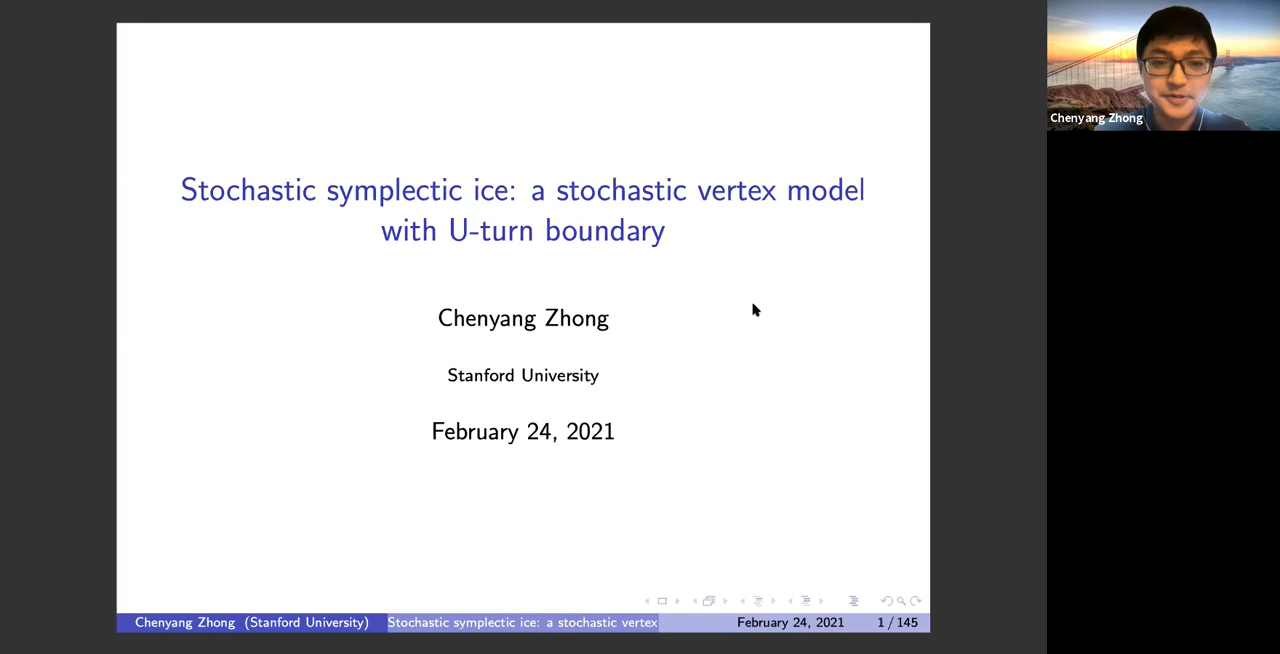 Stochastic symplectic ice: a stochastic vertex model
with U-turn boundary
Chenyang Zhong
Stanford University
February 24, 2021
Chenyang Zhong (Stanford University) Stochastic symplectic ice: a stochastic vertex February 24, 2021 1 / 145
Chenyang Zhong